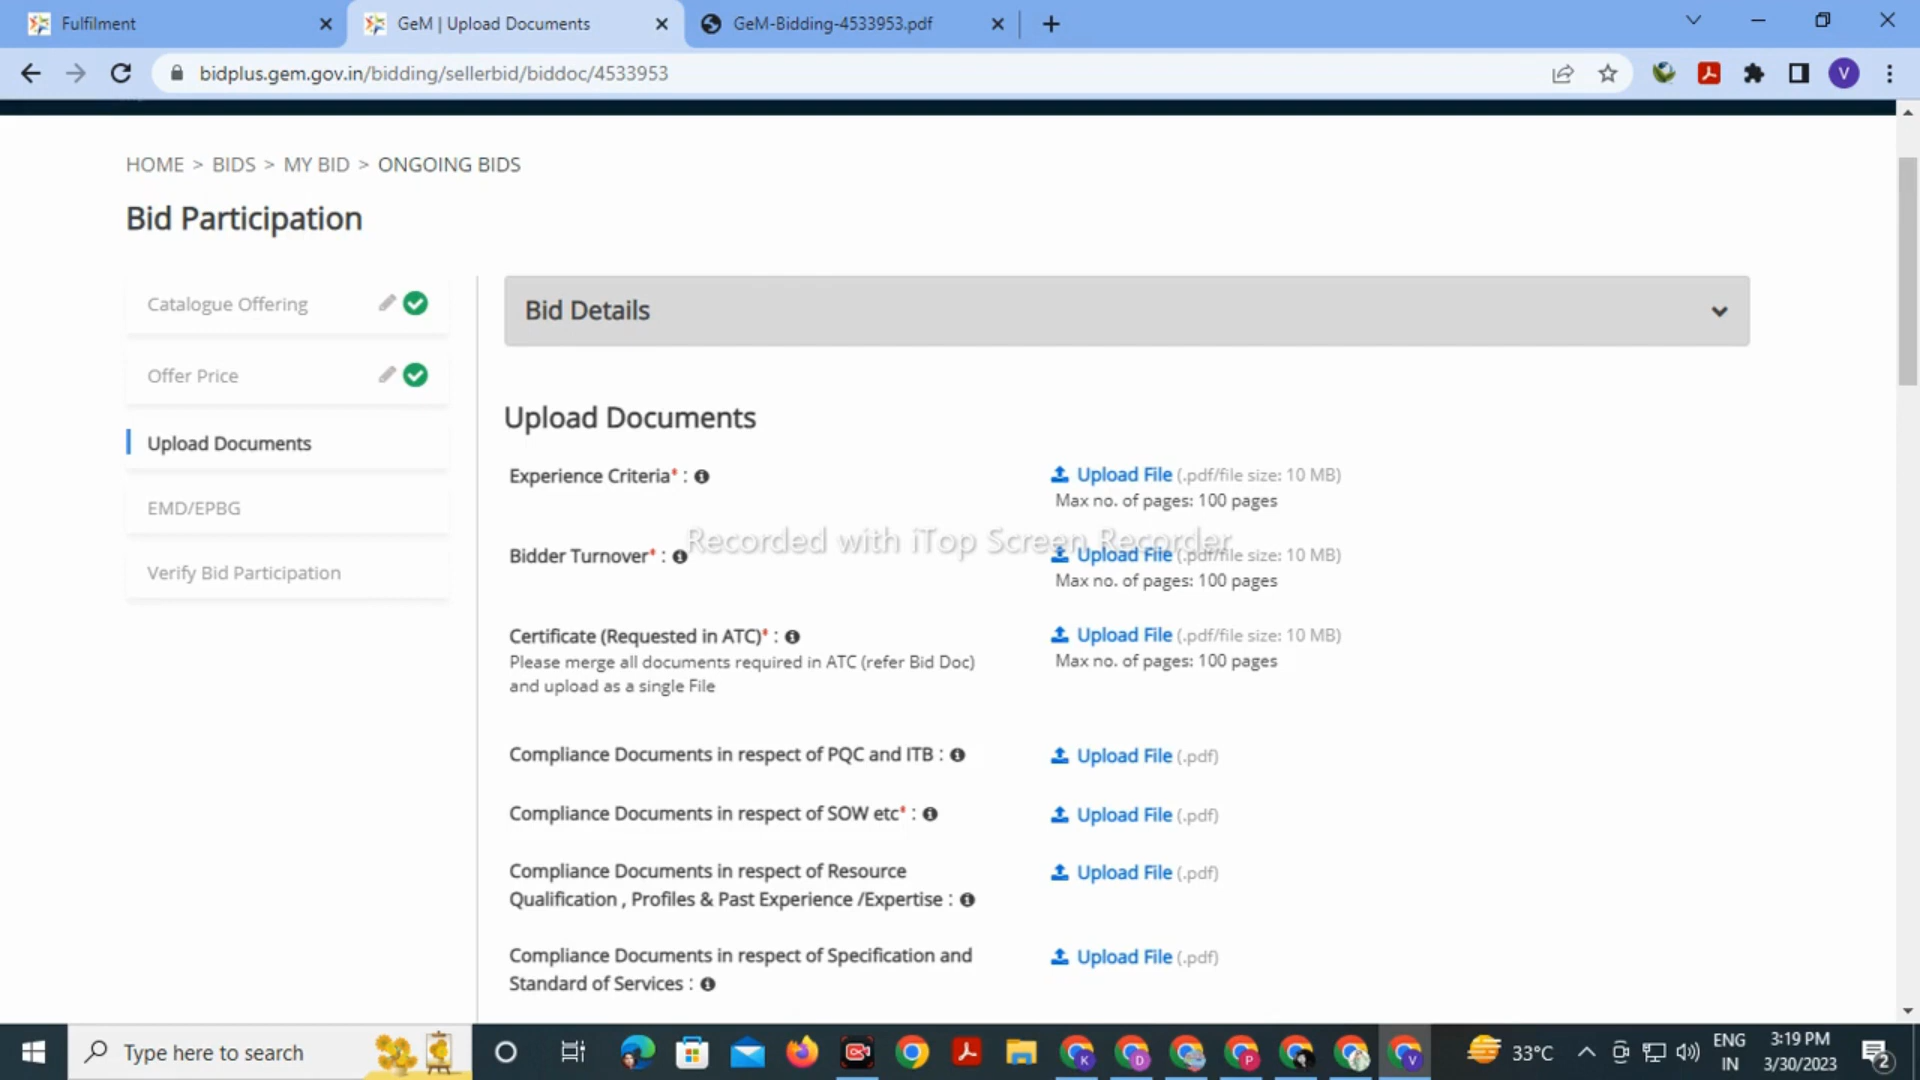 Fulfilment
GeM | Upload Documents
GeM-Bidding-4533953.pdf
bidplus.gem.gov.in/bidding/sellerbid/biddoc/4533953
V
HOME > BIDS > MY BID > ONGOING BIDS
Bid Participation
Catalogue Offering
Offer Price
Upload Documents
EMD/EPBG
Verify Bid Participation
Bid Details
Upload Documents
Experience Criteria* :
Upload File (.pdf/file size: 10 MB)
Max no. of pages: 100 pages
Recorded with iTop Screen Recorder
Bidder Turnover* :
Upload File (.pdf/file size: 10 MB)
Max no. of pages: 100 pages
Certificate (Requested in ATC)* :
Please merge all documents required in ATC (refer Bid Doc)
and upload as a single File
Upload File (.pdf/file size: 10 MB)
Max no. of pages: 100 pages
Compliance Documents in respect of PQC and ITB :
Upload File (.pdf)
Compliance Documents in respect of SOW etc* :
Upload File (.pdf)
Compliance Documents in respect of Resource
Qualification , Profiles & Past Experience /Expertise :
Upload File (.pdf)
Compliance Documents in respect of Specification and
Standard of Services :
Upload File (.pdf)
Type here to search
K
D
P
V
33°C
ENG
IN
3:19 PM
3/30/2023
2